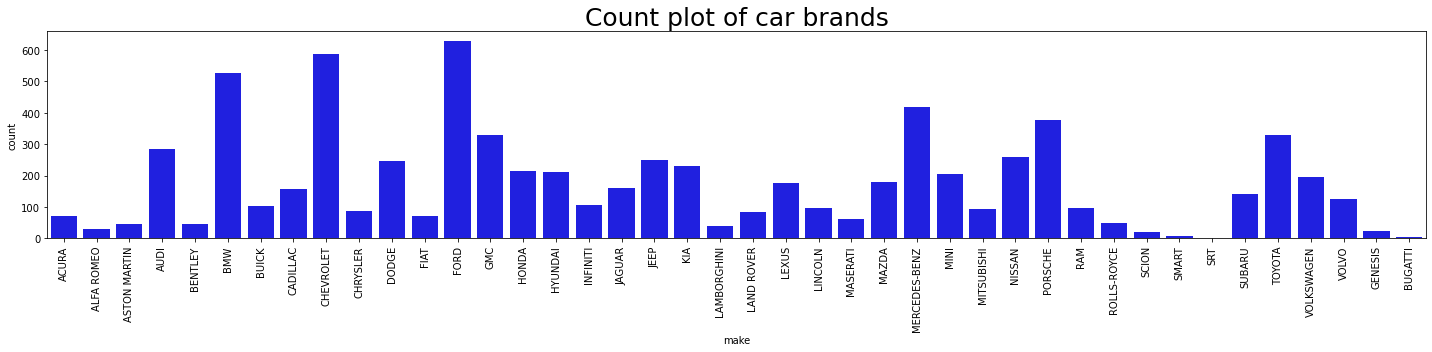 Count plot of car brands
600
500
400
300
200
100
0
count
ACURA
ALFA ROMEO
ASTON MARTIN
AUDI
BENTLEY
BMW
BUICK
CADILLAC
CHEVROLET
CHRYSLER
DODGE
FIAT
FORD
GMC
HONDA
HYUNDAI
INFINITI
JAGUAR
JEEP
KIA
LAMBORGHINI
LAND ROVER
LEXUS
LINCOLN
MASERATI
MAZDA
MERCEDES-BENZ
MINI
MITSUBISHI
NISSAN
PORSCHE
RAM
ROLLS-ROYCE
SCION
SMART
SRT
SUBARU
TOYOTA
VOLKSWAGEN
VOLVO
GENESIS
BUGATTI
make